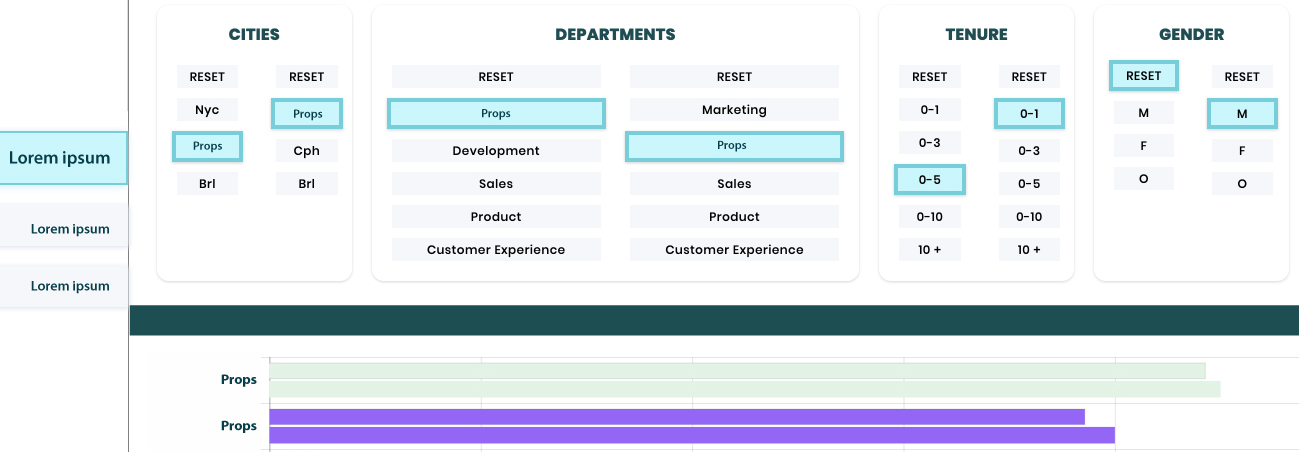 CITIES
RESET
Nyc
Props
Brl
RESET
Props
Cph
Brl
DEPARTMENTS
RESET
Props
Development
Sales
Product
Customer Experience
RESET
Marketing
Props
Sales
Product
Customer Experience
TENURE
RESET
0-1
0-3
0-5
0-10
10 +
RESET
0-1
0-3
0-5
0-10
10 +
GENDER
RESET
M
F
O
RESET
M
F
O
Lorem ipsum
Lorem ipsum
Lorem ipsum
Props
Props